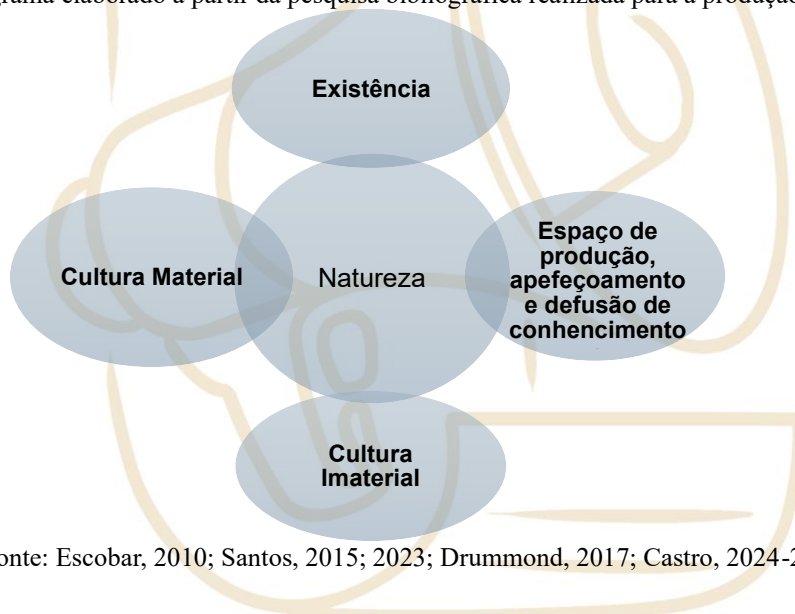 grama elaborado a partir da pesquisa bibliográfica realizada para a produção
Existência
Cultura Material
Natureza
Espaço de
produção,
apefeçoamento
e defusão de
conhencimento
Cultura
Imaterial
onte: Escobar, 2010; Santos, 2015; 2023; Drummond, 2017; Castro, 2024-2